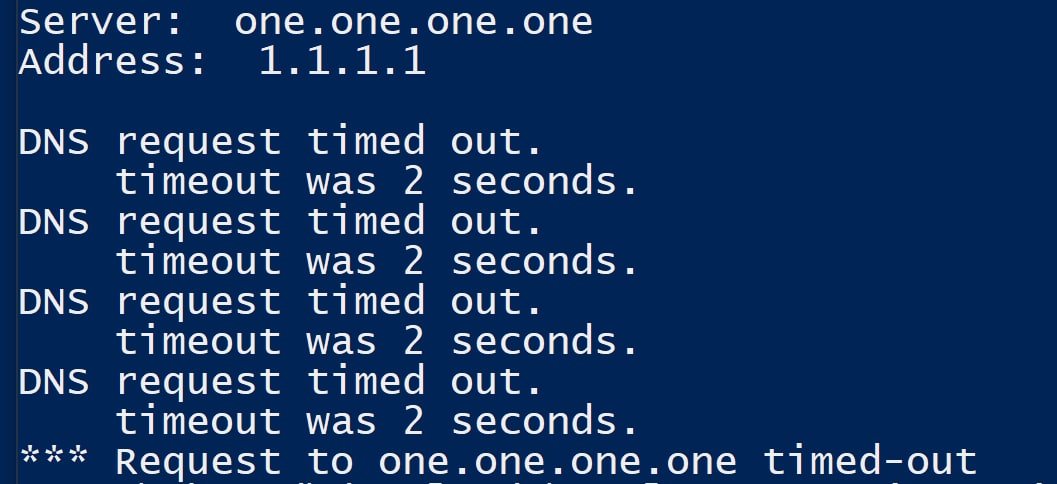 Server:  one.one.one.one
Address:  1.1.1.1
DNS request timed out.
    timeout was 2 seconds.
DNS request timed out.
    timeout was 2 seconds.
DNS request timed out.
    timeout was 2 seconds.
DNS request timed out.
    timeout was 2 seconds.
*** Request to one.one.one.one timed-out